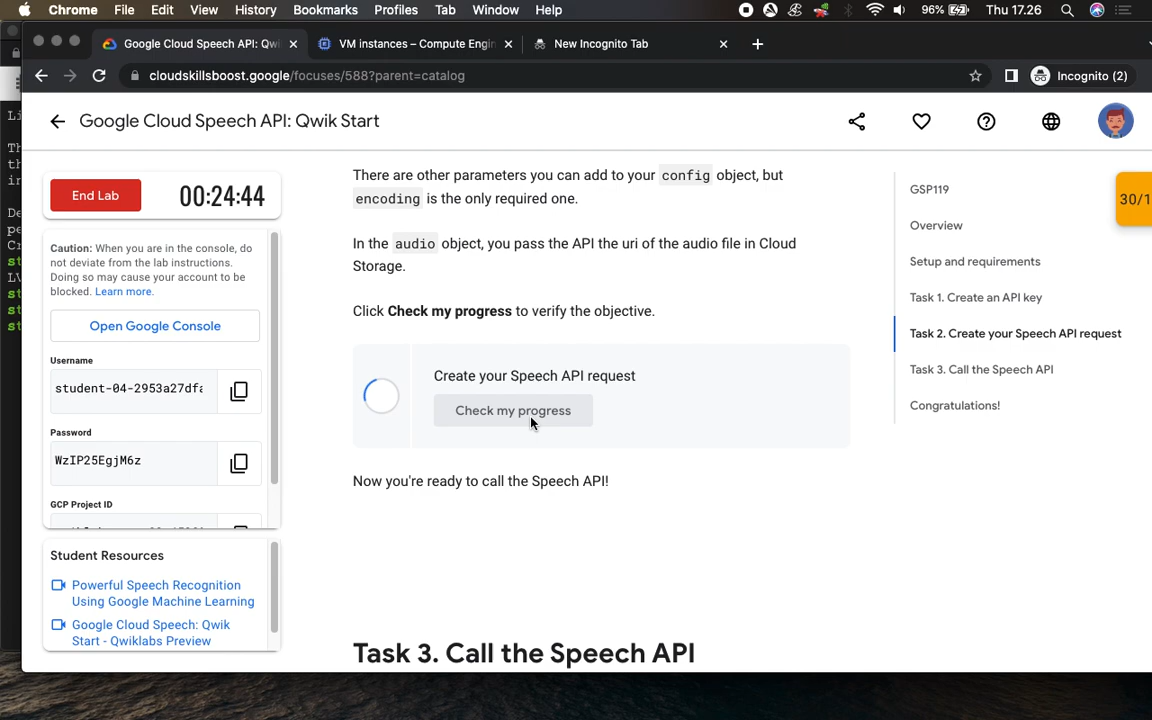 Chrome File Edit View History Bookmarks Profiles Tab Window Help 96% Thu 17.26
Google Cloud Speech API: Qwi
VM instances – Compute Engin
New Incognito Tab
cloudskillsboost.google/focuses/588?parent=catalog
Incognito (2)
Google Cloud Speech API: Qwik Start
End Lab
00:24:44
Caution: When you are in the console, do
not deviate from the lab instructions.
Doing so may cause your account to be
blocked. Learn more.
Open Google Console
Username
student-04-2953a27dfa
Password
WzIP25EgjM6z
GCP Project ID
Student Resources
Powerful Speech Recognition
Using Google Machine Learning
Google Cloud Speech: Qwik
Start - Qwiklabs Preview
There are other parameters you can add to your config object, but
encoding is the only required one.
In the audio object, you pass the API the uri of the audio file in Cloud
Storage.
Click Check my progress to verify the objective.
Create your Speech API request
Check my progress
Now you're ready to call the Speech API!
Task 3. Call the Speech API
GSP119
Overview
Setup and requirements
Task 1. Create an API key
Task 2. Create your Speech API request
Task 3. Call the Speech API
Congratulations!
30/1